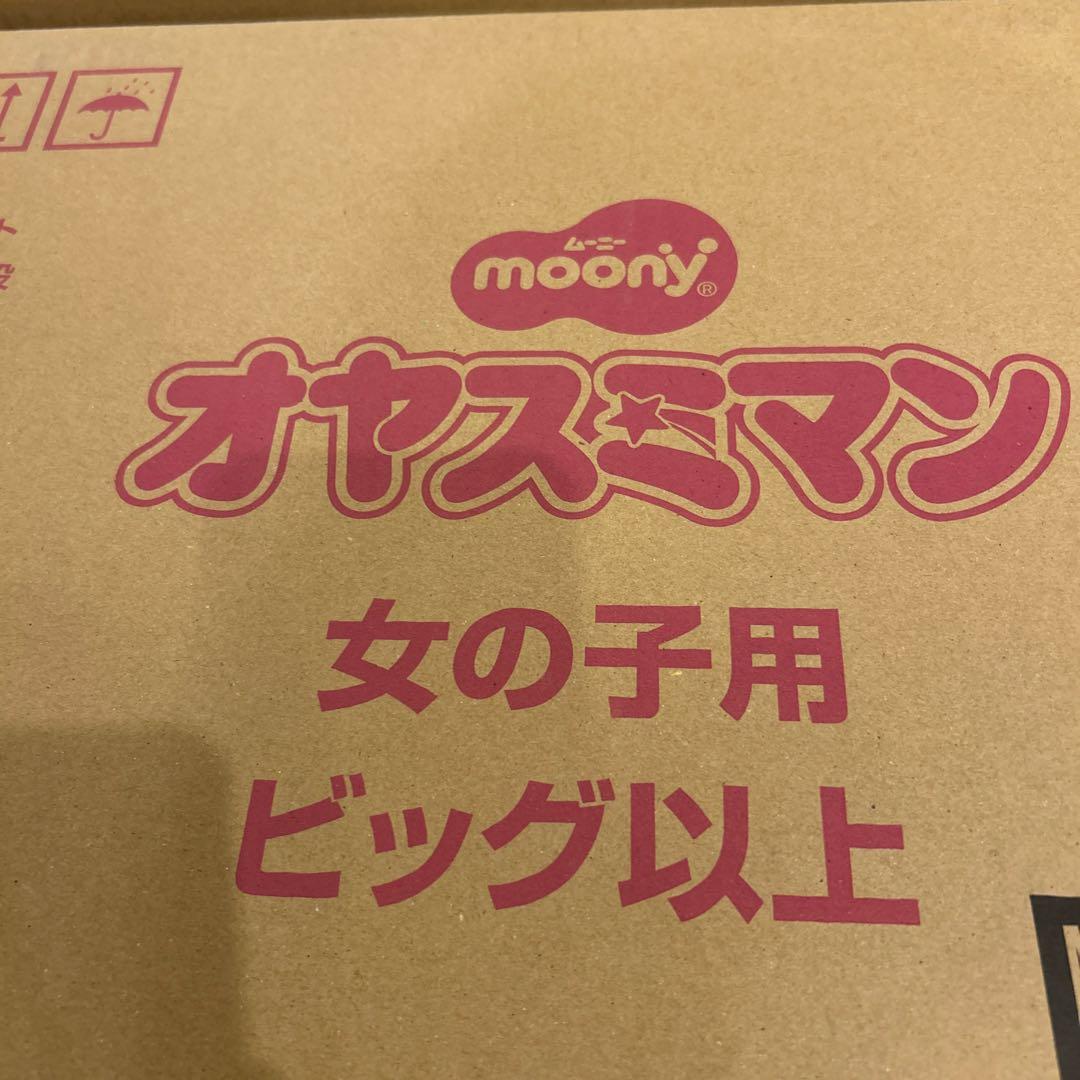 ムーニー
moony®
オヤスミマン
女の子用
ビッグ以上